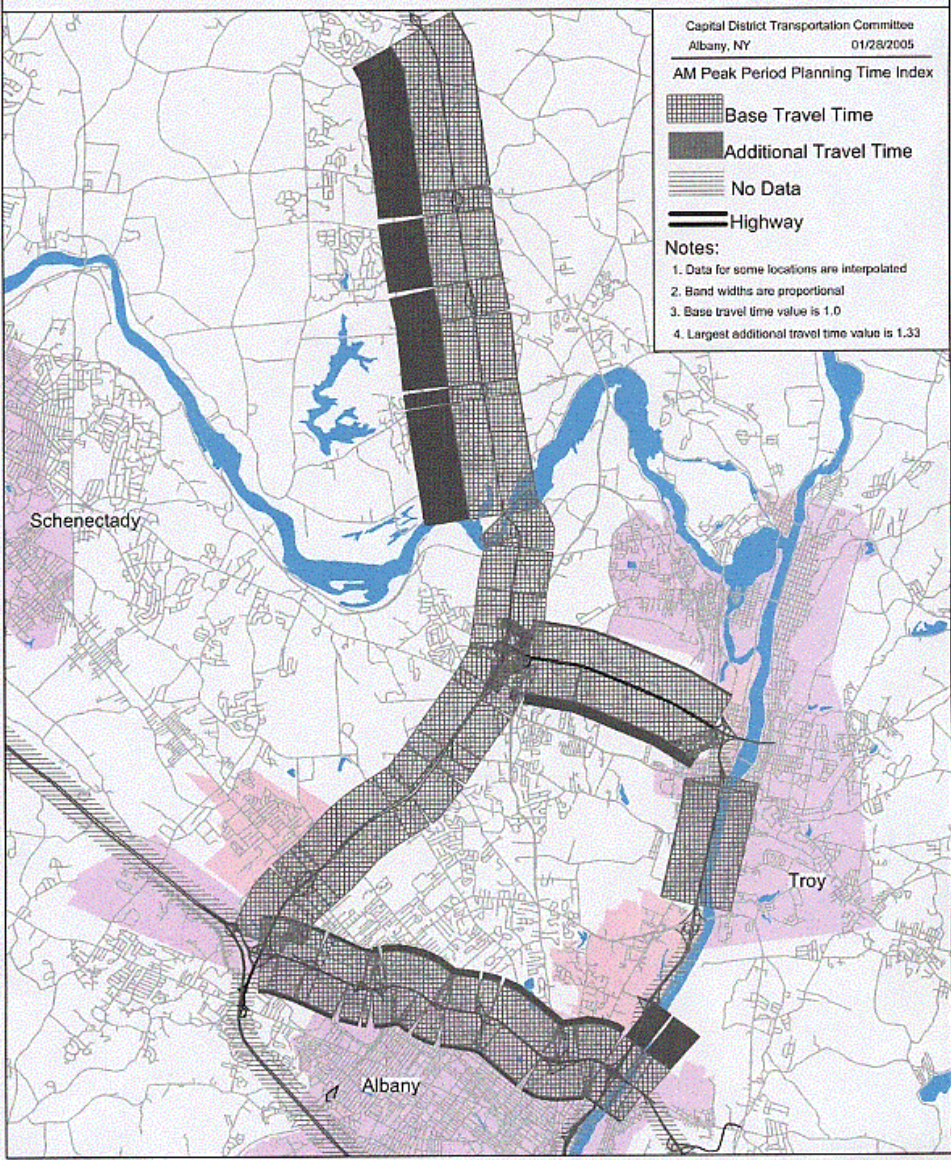 Capital District Transportation Committee
Albany, NY 01/28/2005
AM Peak Period Planning Time Index
Base Travel Time
Additional Travel Time
No Data
Highway
Notes:
1. Data for some locations are interpolated
2. Band widths are proportional
3. Base travel time value is 1.0
4. Largest additional travel time value is 1.33
Schenectady
Troy
Albany